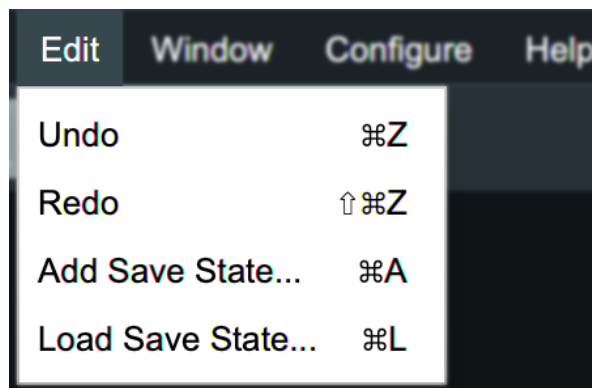 Edit Window Configure Help
Undo ⌘Z
Redo ⇧⌘Z
Add Save State... ⌘A
Load Save State... ⌘L